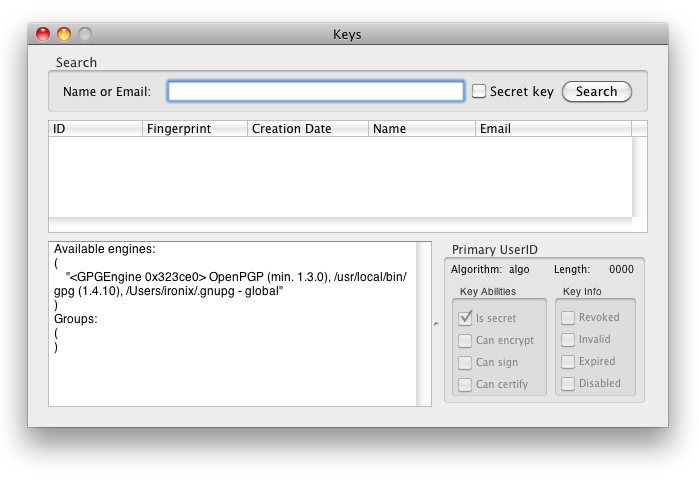 Keys
Search
Name or Email:
Secret key
Search
ID Fingerprint Creation Date Name Email
Available engines:
(
"<GPGEngine 0x323ce0> OpenPGP (min. 1.3.0), /usr/local/bin/
gpg (1.4.10), /Users/ironix/.gnupg - global"
)
Groups:
(
)
Primary UserID
Algorithm: algo Length: 0000
Key Abilities
Is secret
Can encrypt
Can sign
Can certify
Key Info
Revoked
Invalid
Expired
Disabled